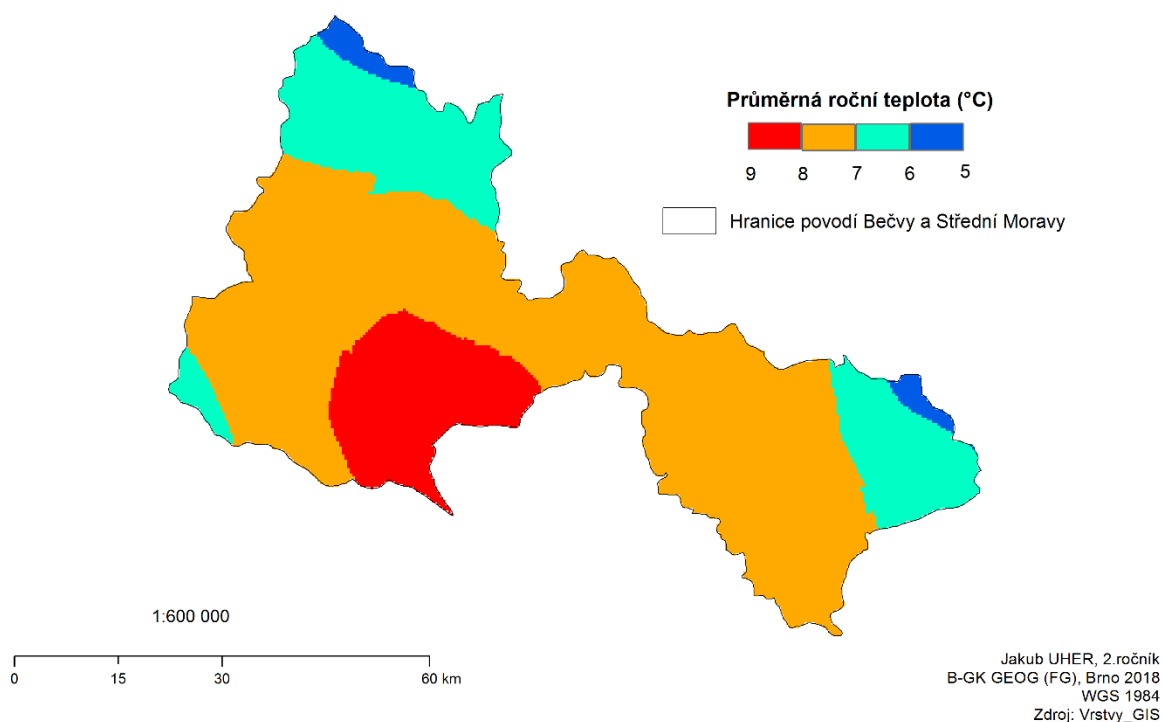 Průměrná roční teplota (°C)
9 8 7 6 5
Hranice povodí Bečvy a Střední Moravy
1:600 000
0 15 30 60 km
Jakub UHER, 2.ročník
B-GK GEOG (FG), Brno 2018
WGS 1984
Zdroj: Vrstvy_GIS